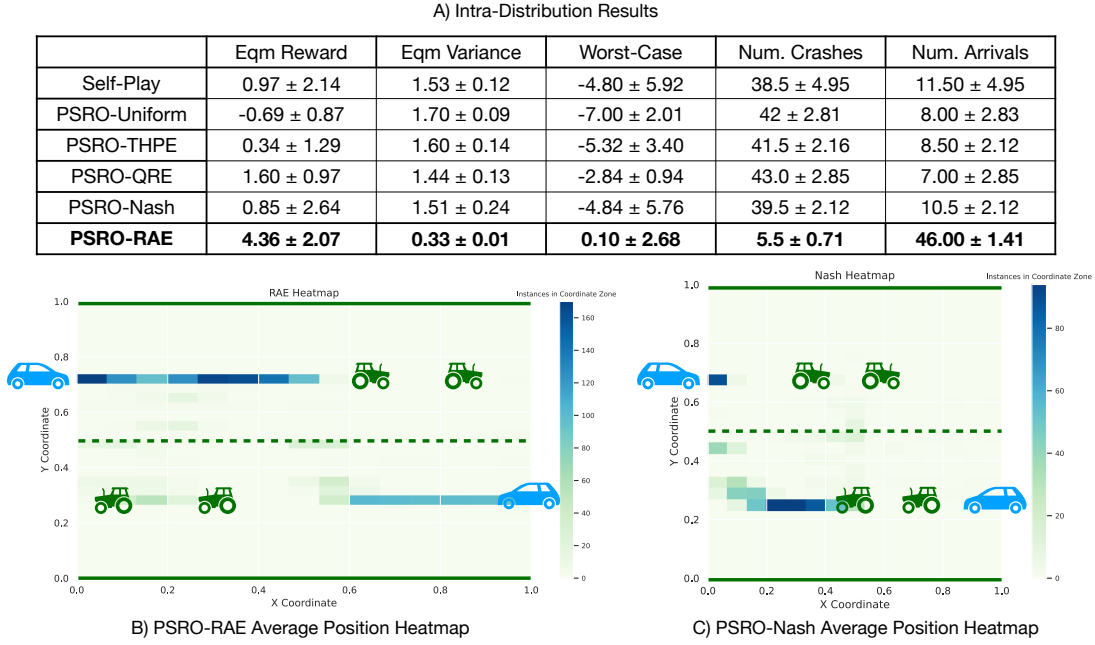 A) Intra-Distribution Results
Eqm Reward Eqm Variance Worst-Case Num. Crashes Num. Arrivals
Self-Play 0.97 ± 2.14 1.53 ± 0.12 -4.80 ± 5.92 38.5 ± 4.95 11.50 ± 4.95
PSRO-Uniform -0.69 ± 0.87 1.70 ± 0.09 -7.00 ± 2.01 42 ± 2.81 8.00 ± 2.83
PSRO-THPE 0.34 ± 1.29 1.60 ± 0.14 -5.32 ± 3.40 41.5 ± 2.16 8.50 ± 2.12
PSRO-QRE 1.60 ± 0.97 1.44 ± 0.13 -2.84 ± 0.94 43.0 ± 2.85 7.00 ± 2.85
PSRO-Nash 0.85 ± 2.64 1.51 ± 0.24 -4.84 ± 5.76 39.5 ± 2.12 10.5 ± 2.12
PSRO-RAE 4.36 ± 2.07 0.33 ± 0.01 0.10 ± 2.68 5.5 ± 0.71 46.00 ± 1.41
RAE Heatmap
Instances in Coordinate Zone
1.0
0.8
0.6
0.4
0.2
0.0
Y Coordinate
0.0 0.2 0.4 0.6 0.8 1.0
X Coordinate
160
140
120
100
80
60
40
20
0
B) PSRO-RAE Average Position Heatmap
Nash Heatmap
Instances in Coordinate Zone
1.0
0.8
0.6
0.4
0.2
0.0
Y Coordinate
0.0 0.2 0.4 0.6 0.8 1.0
X Coordinate
80
60
40
20
0
C) PSRO-Nash Average Position Heatmap